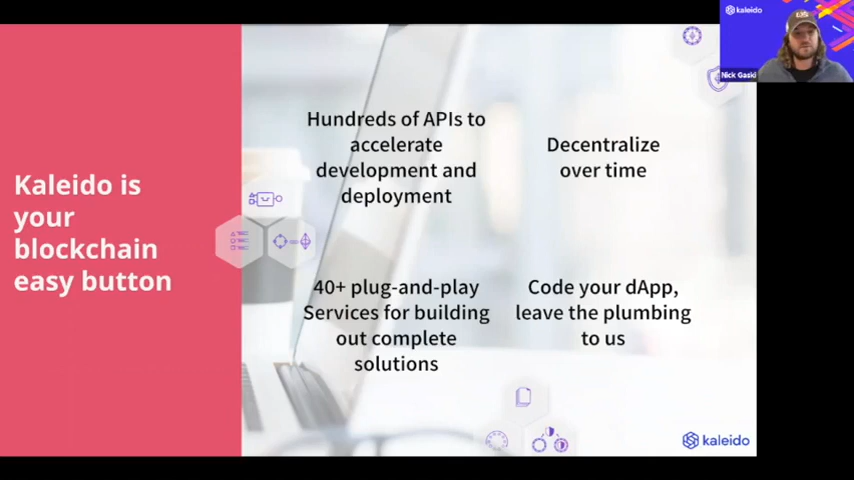 Kaleido is
your
blockchain
easy button
Hundreds of APIs to
accelerate
development and
deployment
Decentralize
over time
40+ plug-and-play
Services for building
out complete
solutions
Code your dApp,
leave the plumbing
to us
kaleido
kaleido
Nick Gaski